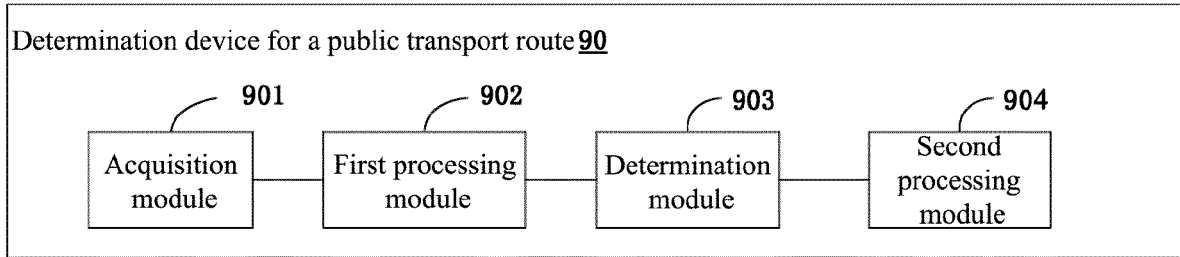 Determination device for a public transport route 90
901
902
903
904
Acquisition
module
First processing
module
Determination
module
Second
processing
module